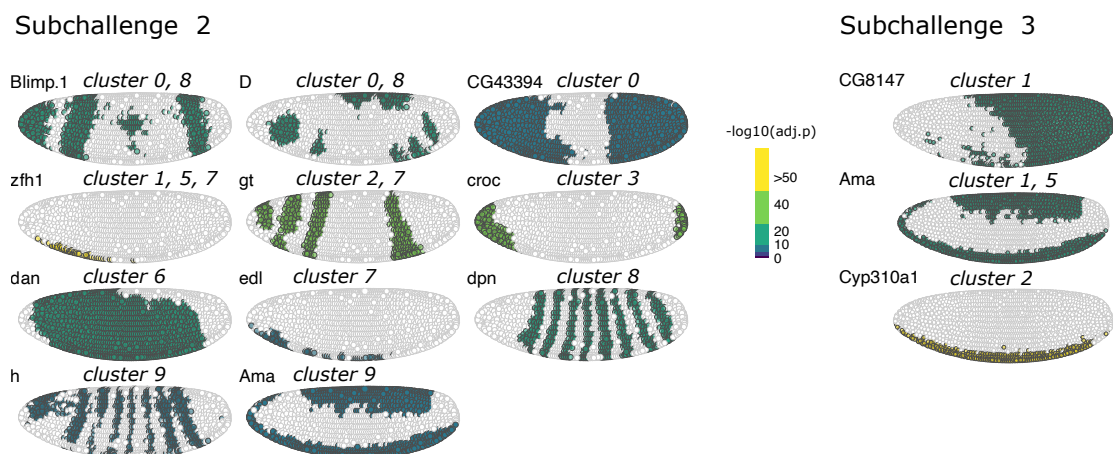 Subchallenge 2
Subchallenge 3
Blimp.1 cluster 0, 8
D cluster 0, 8
CG43394 cluster 0
CG8147 cluster 1
-log10(adj.p)
>50
40
20
10
0
zfh1 cluster 1, 5, 7
gt cluster 2, 7
croc cluster 3
Ama cluster 1, 5
dan cluster 6
edl cluster 7
dpn cluster 8
Cyp310a1 cluster 2
h cluster 9
Ama cluster 9